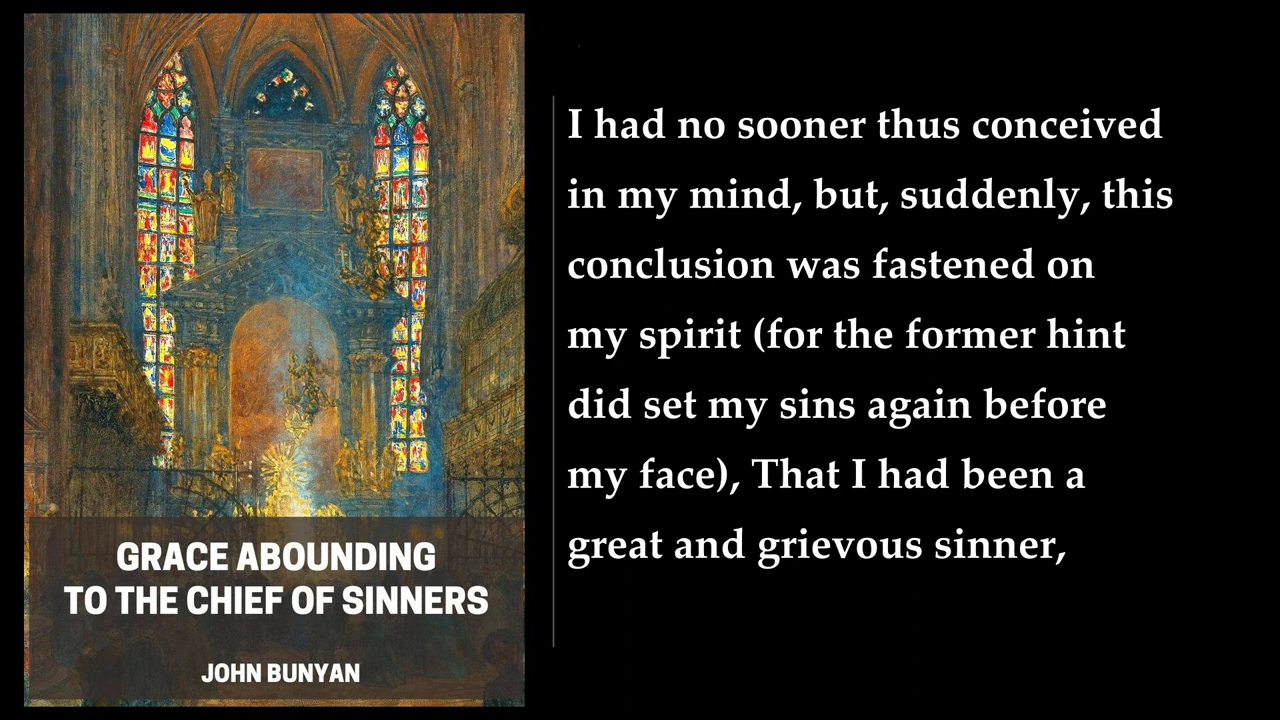 GRACE ABOUNDING
TO THE CHIEF OF SINNERS
JOHN BUNYAN
I had no sooner thus conceived
in my mind, but, suddenly, this
conclusion was fastened on
my spirit (for the former hint
did set my sins again before
my face), That I had been a
great and grievous sinner,